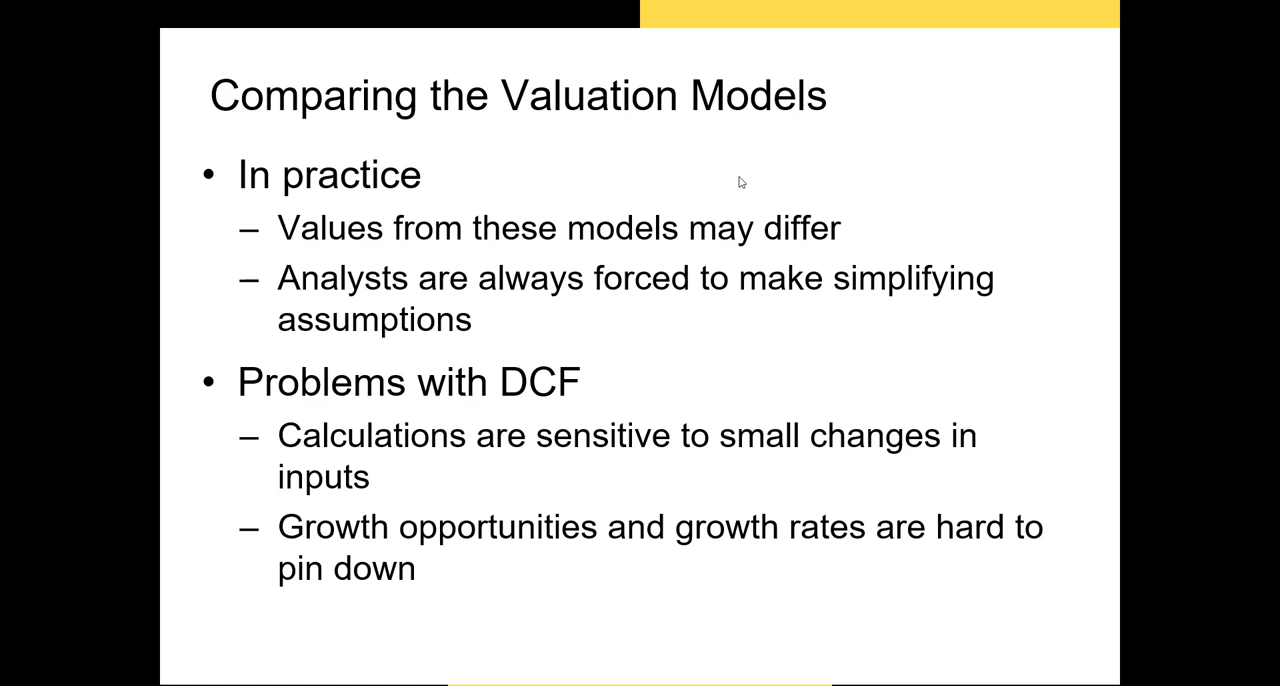 Comparing the Valuation Models
• In practice
– Values from these models may differ
– Analysts are always forced to make simplifying
assumptions
• Problems with DCF
– Calculations are sensitive to small changes in
inputs
– Growth opportunities and growth rates are hard to
pin down